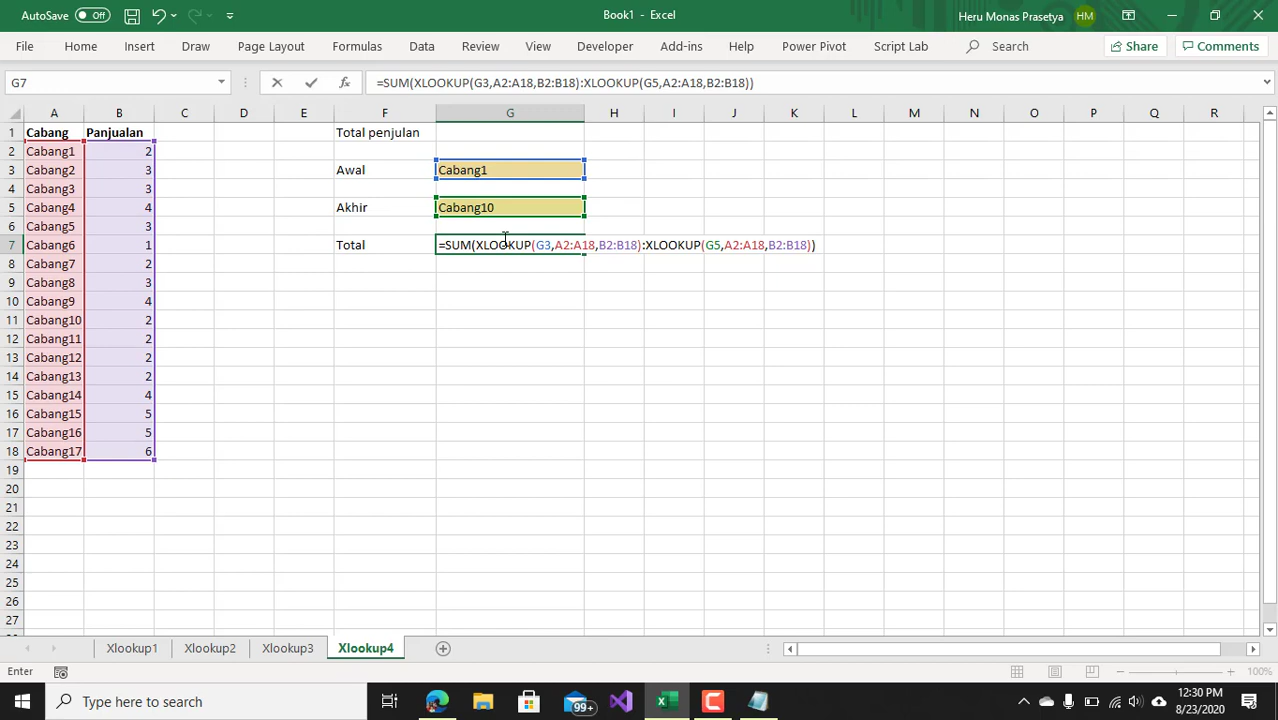 AutoSave Off Book1 - Excel Heru Monas Prasetya HM
File Home Insert Draw Page Layout Formulas Data Review View Developer Add-ins Help Power Pivot Script Lab Search Share Comments
G7 fx =SUM(XLOOKUP(G3,A2:A18,B2:B18):XLOOKUP(G5,A2:A18,B2:B18))
A B C D E F G H I J K L M N O P Q R
1 Cabang Panjualan Total penjulan
2 Cabang1 2
3 Cabang2 3 Awal Cabang1
4 Cabang3 3
5 Cabang4 4 Akhir Cabang10
6 Cabang5 3
7 Cabang6 1 Total =SUM(XLOOKUP(G3,A2:A18,B2:B18):XLOOKUP(G5,A2:A18,B2:B18))
8 Cabang7 2
9 Cabang8 3
10 Cabang9 4
11 Cabang10 2
12 Cabang11 2
13 Cabang12 2
14 Cabang13 2
15 Cabang14 4
16 Cabang15 5
17 Cabang16 5
18 Cabang17 6
19
20
21
22
23
24
25
26
27
Xlookup1 Xlookup2 Xlookup3 Xlookup4
Enter 100%
Type here to search 99+ 12:30 PM
8/23/2020